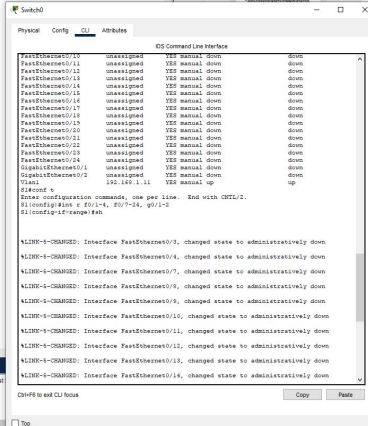 Switch0
Physical Config CLI Attributes
IOS Command Line Interface
FastEthernet0/10 unassigned YES manual down down
FastEthernet0/11 unassigned YES manual down down
FastEthernet0/12 unassigned YES manual down down
FastEthernet0/13 unassigned YES manual down down
FastEthernet0/14 unassigned YES manual down down
FastEthernet0/15 unassigned YES manual down down
FastEthernet0/16 unassigned YES manual down down
FastEthernet0/17 unassigned YES manual down down
FastEthernet0/18 unassigned YES manual down down
FastEthernet0/19 unassigned YES manual down down
FastEthernet0/20 unassigned YES manual down down
FastEthernet0/21 unassigned YES manual down down
FastEthernet0/22 unassigned YES manual down down
FastEthernet0/23 unassigned YES manual down down
FastEthernet0/24 unassigned YES manual down down
GigabitEthernet0/1 unassigned YES manual down down
GigabitEthernet0/2 unassigned YES manual down down
Vlan1 192.168.1.11 YES manual up up
S1#conf t
Enter configuration commands, one per line. End with CNTL/Z.
S1(config)#int r f0/1-4, f0/7-24, g0/1-2
S1(config-if-range)#sh
%LINK-5-CHANGED: Interface FastEthernet0/3, changed state to administratively down
%LINK-5-CHANGED: Interface FastEthernet0/4, changed state to administratively down
%LINK-5-CHANGED: Interface FastEthernet0/7, changed state to administratively down
%LINK-5-CHANGED: Interface FastEthernet0/8, changed state to administratively down
%LINK-5-CHANGED: Interface FastEthernet0/9, changed state to administratively down
%LINK-5-CHANGED: Interface FastEthernet0/10, changed state to administratively down
%LINK-5-CHANGED: Interface FastEthernet0/11, changed state to administratively down
%LINK-5-CHANGED: Interface FastEthernet0/12, changed state to administratively down
%LINK-5-CHANGED: Interface FastEthernet0/13, changed state to administratively down
%LINK-5-CHANGED: Interface FastEthernet0/14, changed state to administratively down
Ctrl+F6 to exit CLI focus
Copy Paste
Top